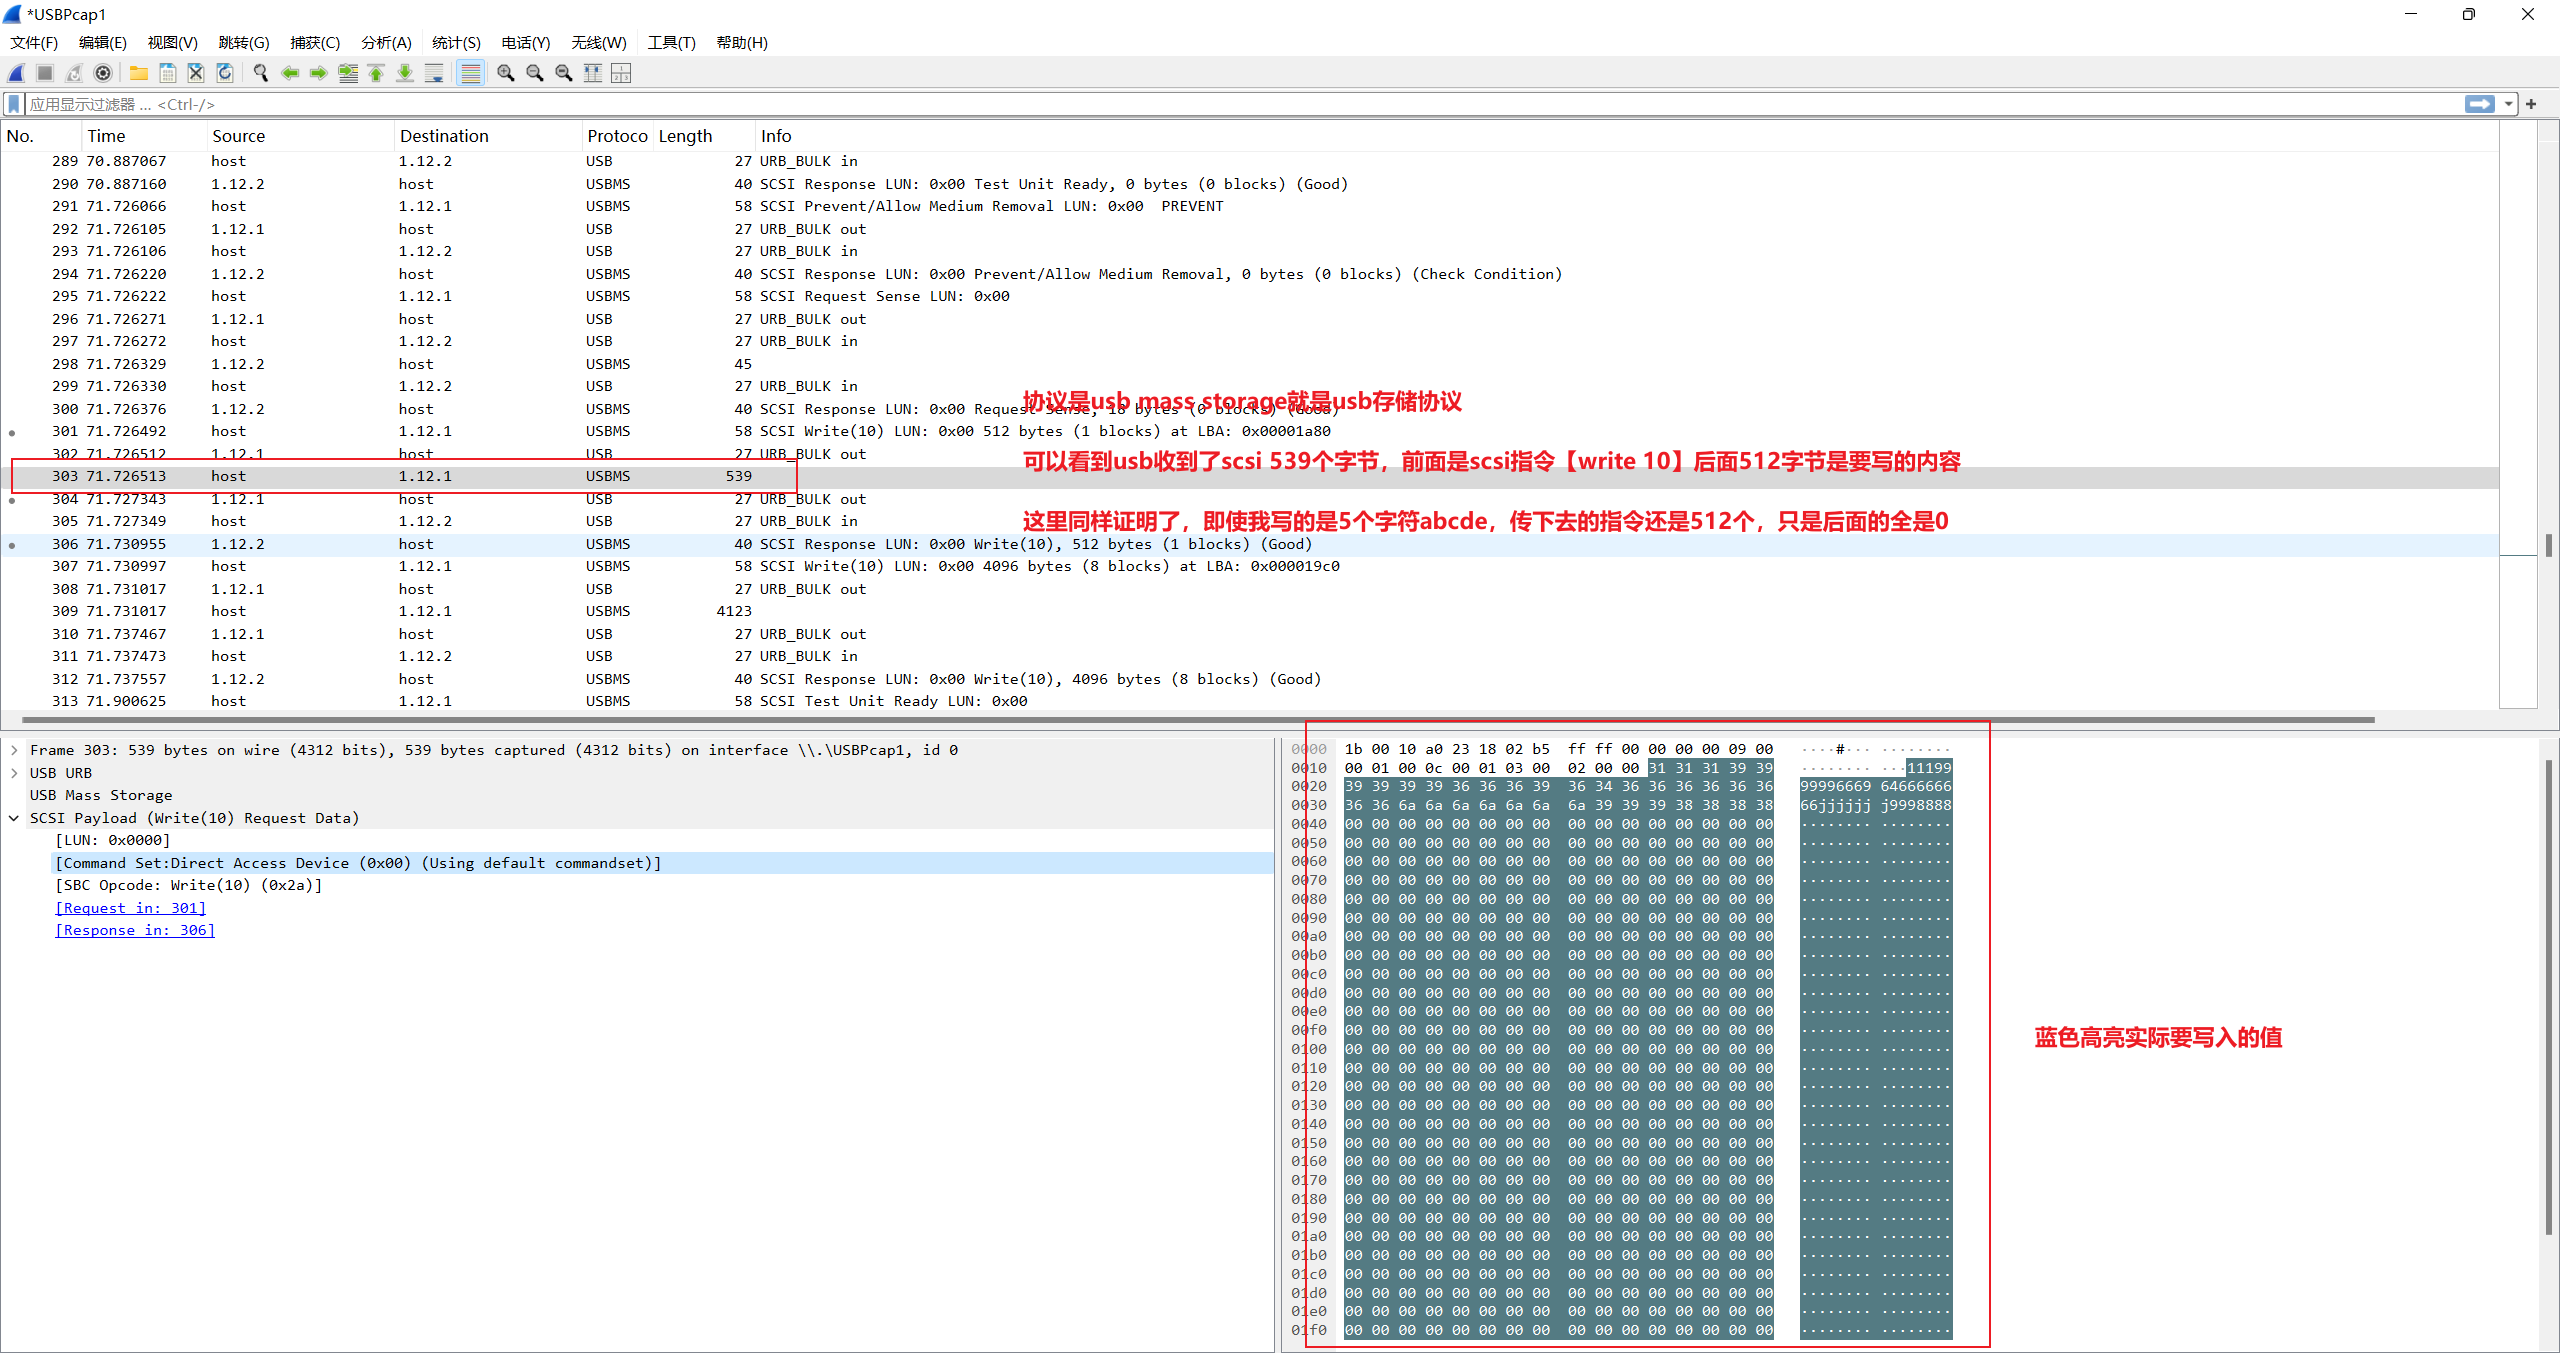 *USBPcap1
文件(F) 编辑(E) 视图(V) 跳转(G) 捕获(C) 分析(A) 统计(S) 电话(Y) 无线(W) 工具(T) 帮助(H)
应用显示过滤器 … <Ctrl-/>
No. Time Source Destination Protoco Length Info
289 70.887067 host 1.12.2 USB 27 URB_BULK in
290 70.887160 1.12.2 host USBMS 40 SCSI Response LUN: 0x00 Test Unit Ready, 0 bytes (0 blocks) (Good)
291 71.726066 host 1.12.1 USBMS 58 SCSI Prevent/Allow Medium Removal LUN: 0x00  PREVENT
292 71.726105 1.12.1 host USB 27 URB_BULK out
293 71.726106 host 1.12.2 USB 27 URB_BULK in
294 71.726220 1.12.2 host USBMS 40 SCSI Response LUN: 0x00 Prevent/Allow Medium Removal, 0 bytes (0 blocks) (Check Condition)
295 71.726222 host 1.12.1 USBMS 58 SCSI Request Sense LUN: 0x00
296 71.726271 1.12.1 host USB 27 URB_BULK out
297 71.726272 host 1.12.2 USB 27 URB_BULK in
298 71.726329 1.12.2 host USBMS 45
299 71.726330 host 1.12.2 USB 27 URB_BULK in
协议是usb mass storage就是usb存储协议
300 71.726376 1.12.2 host USBMS 40 SCSI Response LUN: 0x00 Request Sense, 18 bytes (0 blocks) (Good)
301 71.726492 host 1.12.1 USBMS 58 SCSI Write(10) LUN: 0x00 512 bytes (1 blocks) at LBA: 0x00001a80
302 71.726512 1.12.1 host USB 27 URB_BULK out
可以看到usb收到了scsi 539个字节，前面是scsi指令【write 10】后面512字节是要写的内容
303 71.726513 host 1.12.1 USBMS 539
304 71.727343 1.12.1 host USB 27 URB_BULK out
305 71.727349 host 1.12.2 USB 27 URB_BULK in
这里同样证明了，即使我写的是5个字符abcde，传下去的指令还是512个，只是后面的全是0
306 71.730955 1.12.2 host USBMS 40 SCSI Response LUN: 0x00 Write(10), 512 bytes (1 blocks) (Good)
307 71.730997 host 1.12.1 USBMS 58 SCSI Write(10) LUN: 0x00 4096 bytes (8 blocks) at LBA: 0x000019c0
308 71.731017 1.12.1 host USB 27 URB_BULK out
309 71.731017 host 1.12.1 USBMS 4123
310 71.737467 1.12.1 host USB 27 URB_BULK out
311 71.737473 host 1.12.2 USB 27 URB_BULK in
312 71.737557 1.12.2 host USBMS 40 SCSI Response LUN: 0x00 Write(10), 4096 bytes (8 blocks) (Good)
313 71.900625 host 1.12.1 USBMS 58 SCSI Test Unit Ready LUN: 0x00
Frame 303: 539 bytes on wire (4312 bits), 539 bytes captured (4312 bits) on interface \\.\USBPcap1, id 0
USB URB
USB Mass Storage
SCSI Payload (Write(10) Request Data)
[LUN: 0x0000]
[Command Set:Direct Access Device (0x00) (Using default commandset)]
[SBC Opcode: Write(10) (0x2a)]
[Request in: 301]
[Response in: 306]
0000 1b 00 10 a0 23 18 02 b5 ff ff 00 00 00 00 09 00 ····#··· ········
0010 00 01 00 0c 00 01 03 00 02 00 00 31 31 31 39 39 ········ ···11199
0020 39 39 39 39 36 36 36 39 36 34 36 36 36 36 36 36 99996669 64666666
0030 36 36 6a 6a 6a 6a 6a 6a 6a 39 39 39 38 38 38 38 66jjjjjj j9998888
0040 00 00 00 00 00 00 00 00 00 00 00 00 00 00 00 00 ········ ········
0050 00 00 00 00 00 00 00 00 00 00 00 00 00 00 00 00 ········ ········
0060 00 00 00 00 00 00 00 00 00 00 00 00 00 00 00 00 ········ ········
0070 00 00 00 00 00 00 00 00 00 00 00 00 00 00 00 00 ········ ········
0080 00 00 00 00 00 00 00 00 00 00 00 00 00 00 00 00 ········ ········
0090 00 00 00 00 00 00 00 00 00 00 00 00 00 00 00 00 ········ ········
00a0 00 00 00 00 00 00 00 00 00 00 00 00 00 00 00 00 ········ ········
00b0 00 00 00 00 00 00 00 00 00 00 00 00 00 00 00 00 ········ ········
00c0 00 00 00 00 00 00 00 00 00 00 00 00 00 00 00 00 ········ ········
00d0 00 00 00 00 00 00 00 00 00 00 00 00 00 00 00 00 ········ ········
00e0 00 00 00 00 00 00 00 00 00 00 00 00 00 00 00 00 ········ ········
00f0 00 00 00 00 00 00 00 00 00 00 00 00 00 00 00 00 ········ ········
0100 00 00 00 00 00 00 00 00 00 00 00 00 00 00 00 00 ········ ········
蓝色高亮实际要写入的值
0110 00 00 00 00 00 00 00 00 00 00 00 00 00 00 00 00 ········ ········
0120 00 00 00 00 00 00 00 00 00 00 00 00 00 00 00 00 ········ ········
0130 00 00 00 00 00 00 00 00 00 00 00 00 00 00 00 00 ········ ········
0140 00 00 00 00 00 00 00 00 00 00 00 00 00 00 00 00 ········ ········
0150 00 00 00 00 00 00 00 00 00 00 00 00 00 00 00 00 ········ ········
0160 00 00 00 00 00 00 00 00 00 00 00 00 00 00 00 00 ········ ········
0170 00 00 00 00 00 00 00 00 00 00 00 00 00 00 00 00 ········ ········
0180 00 00 00 00 00 00 00 00 00 00 00 00 00 00 00 00 ········ ········
0190 00 00 00 00 00 00 00 00 00 00 00 00 00 00 00 00 ········ ········
01a0 00 00 00 00 00 00 00 00 00 00 00 00 00 00 00 00 ········ ········
01b0 00 00 00 00 00 00 00 00 00 00 00 00 00 00 00 00 ········ ········
01c0 00 00 00 00 00 00 00 00 00 00 00 00 00 00 00 00 ········ ········
01d0 00 00 00 00 00 00 00 00 00 00 00 00 00 00 00 00 ········ ········
01e0 00 00 00 00 00 00 00 00 00 00 00 00 00 00 00 00 ········ ········
01f0 00 00 00 00 00 00 00 00 00 00 00 00 00 00 00 00 ········ ········